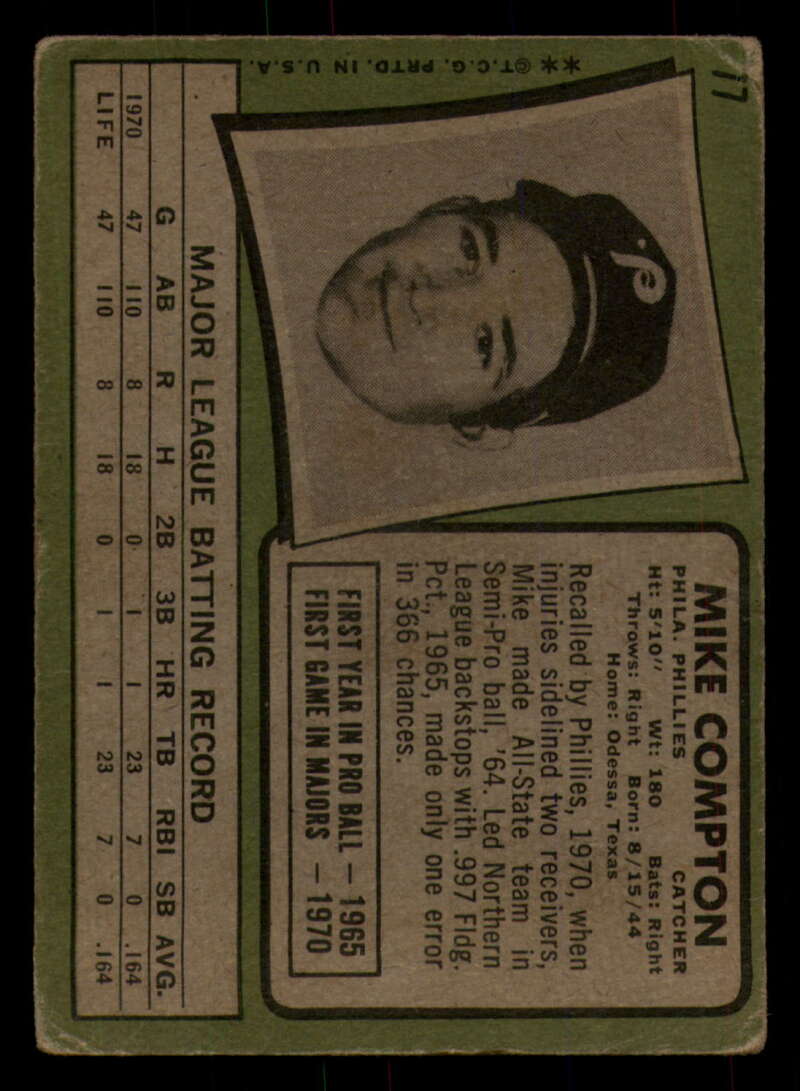 17
**©T.C.G. PRTD. IN U.S.A.
MIKE COMPTON
PHILA. PHILLIES CATCHER
Ht: 5'10" Wt: 180 Bats: Right
Throws: Right Born: 8/15/44
Home: Odessa, Texas
Recalled by Phillies, 1970, when
injuries sidelined two receivers,
Mike made All-State team in
Semi-Pro ball, '64. Led Northern
League backstops with .997 Fldg.
Pct., 1965, made only one error
in 366 chances.
FIRST YEAR IN PRO BALL — 1965
FIRST GAME IN MAJORS — 1970
P
MAJOR LEAGUE BATTING RECORD
G AB R H 2B 3B HR TB RBI SB AVG.
1970 47 110 8 18 0 1 1 23 7 0 .164
LIFE 47 110 8 18 0 1 1 23 7 0 .164